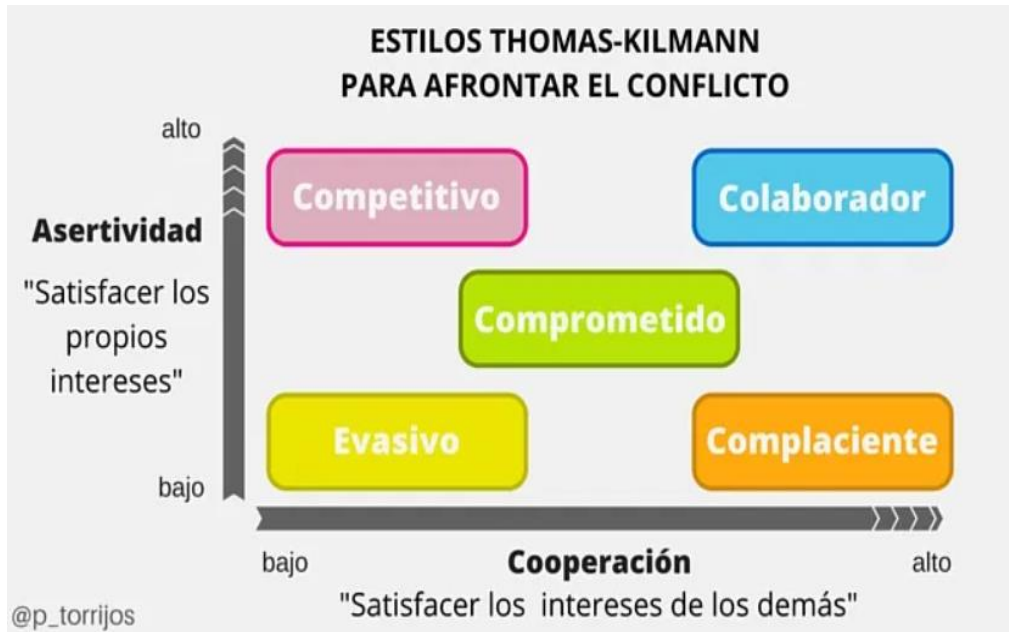 ESTILOS THOMAS-KILMANN
PARA AFRONTAR EL CONFLICTO
alto
Competitivo
Colaborador
Asertividad
"Satisfacer los
propios
intereses"
Comprometido
Evasivo
Complaciente
bajo
bajo
Cooperación
alto
"Satisfacer los intereses de los demás"
@p_torrijos